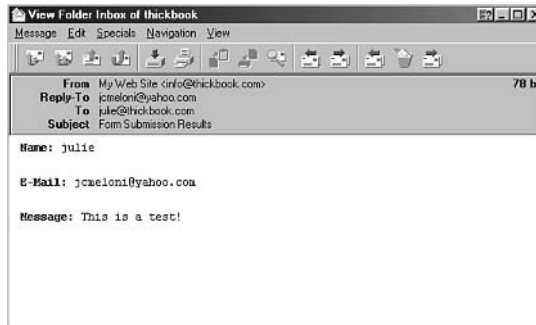 View Folder Inbox of thickbook
Message Edit Specials Navigation View
From My Web Site <info@thickbook.com> 78 b
Reply-To jcmeloni@yahoo.com
To julie@thickbook.com
Subject Form Submission Results
Name: julie
E-Mail: jcmeloni@yahoo.com
Message: This is a test!